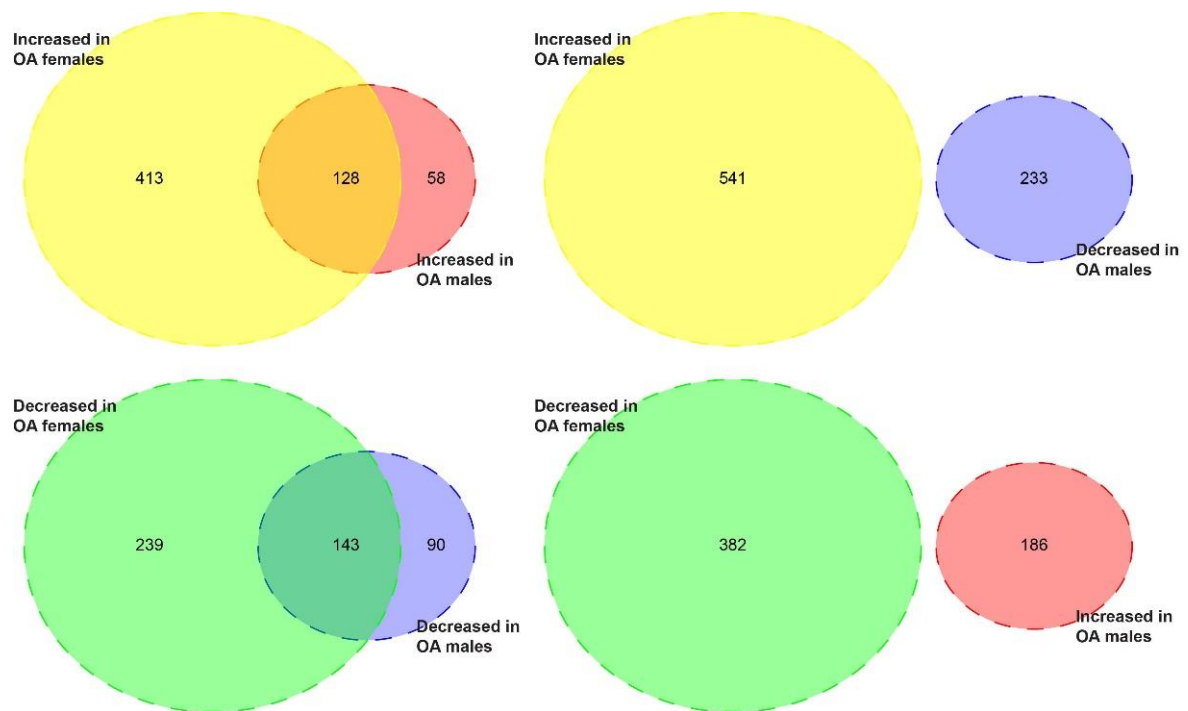 Increased in
OA females
413
128
58
Increased in
OA males
Increased in
OA females
541
233
Decreased in
OA males
Decreased in
OA females
239
143
90
Decreased in
OA males
Decreased in
OA females
382
186
Increased in
OA males